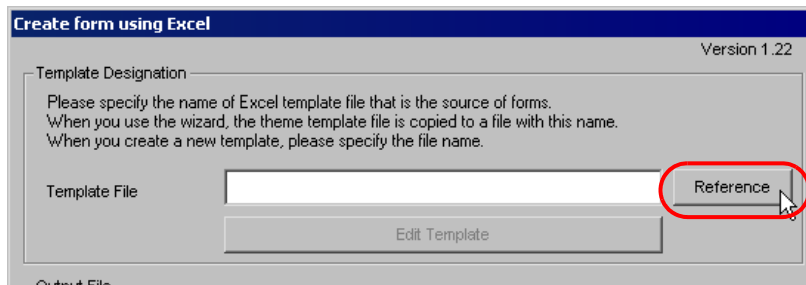 Create form using Excel
Version 1.22
Template Designation
Please specify the name of Excel template file that is the source of forms.
When you use the wizard, the theme template file is copied to a file with this name.
When you create a new template, please specify the file name.
Template File
Reference
Edit Template
Output File